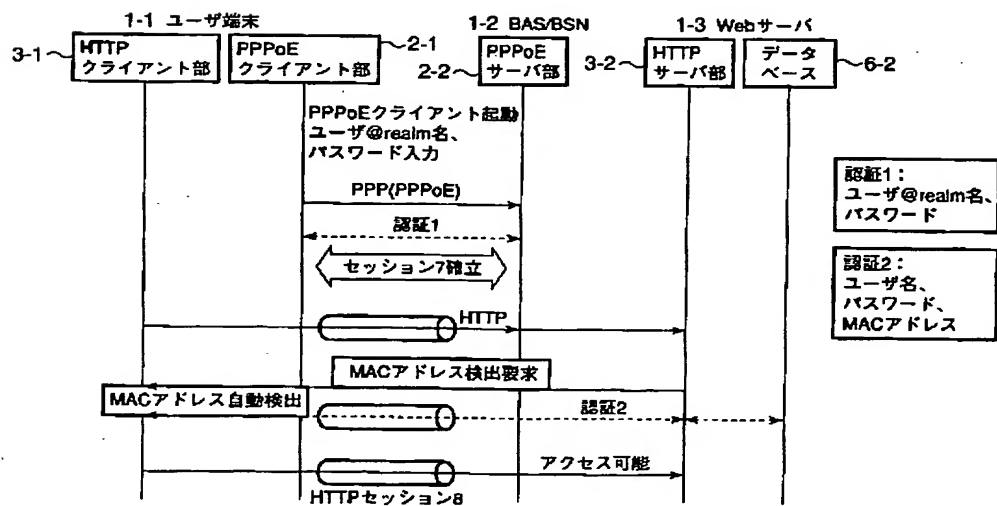 1-1 ユーザ端末
1-2 BAS/BSN
1-3 Webサーバ
3-1
HTTP
クライアント部
PPPoE
クライアント部
2-1
2-2
PPPoE
サーバ部
3-2
HTTP
サーバ部
データ
ベース
6-2
PPPoEクライアント起動
ユーザ@realm名、
パスワード入力
PPP(PPPoE)
認証1
セッション7確立
HTTP
MACアドレス検出要求
MACアドレス自動検出
認証2
アクセス可能
HTTPセッション8
認証1:
ユーザ@realm名、
パスワード
認証2:
ユーザ名、
パスワード、
MACアドレス